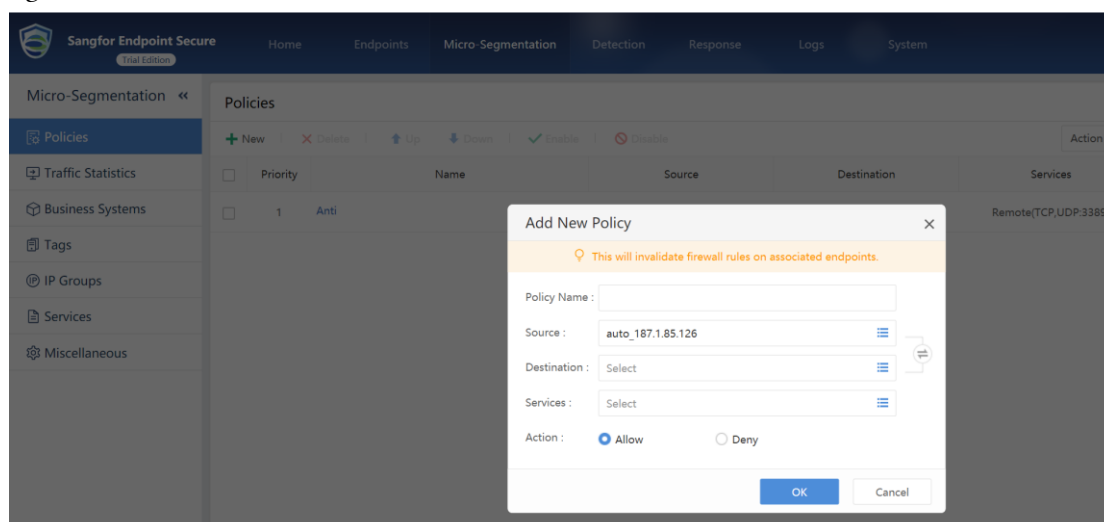 Sangfor Endpoint Secure Home Endpoints Micro-Segmentation Detection Response Logs System
Trial Edition
Micro-Segmentation «
Policies
Traffic Statistics
Business Systems
Tags
IP Groups
Services
Miscellaneous
Policies
New Delete Up Down Enable Disable Action
Priority Name Source Destination Services
1 Anti Remote(TCP,UDP:3389
Add New Policy
This will invalidate firewall rules on associated endpoints.
Policy Name :
Source : auto_187.1.85.126
Destination : Select
Services : Select
Action : Allow Deny
OK Cancel